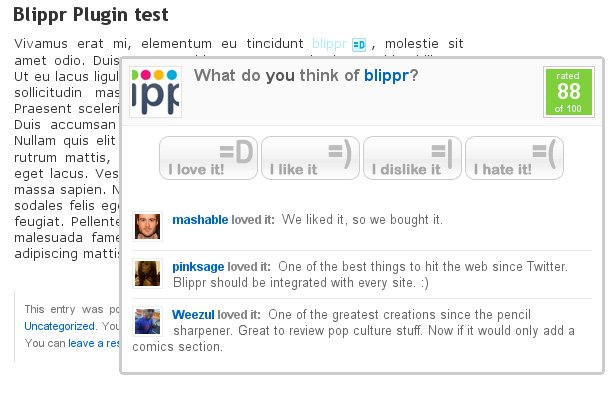 Blippr Plugin test
Vivamus erat mi, elementum eu tincidunt blippr =D , molestie sit
amet odio. Duis
Ut eu lacus ligul
sollicitudin mas
Praesent sceleri
Duis accumsan
Nullam quis elit
rutrum mattis,
eget lacus. Ves
massa sapien. N
sodales felis ege
feugiat. Pellente
malesuada fame
adipiscing mattis
ipp
What do you think of blippr?
rated
88
of 100
=D
I love it!
=)
I like it
=|
I dislike it
=(
I hate it!
mashable loved it: We liked it, so we bought it.
pinksage loved it: One of the best things to hit the web since Twitter.
Blippr should be integrated with every site. :)
Weezul loved it: One of the greatest creations since the pencil
sharpener. Great to review pop culture stuff. Now if it would only add a
comics section.
This entry was po
Uncategorized. You
You can leave a res